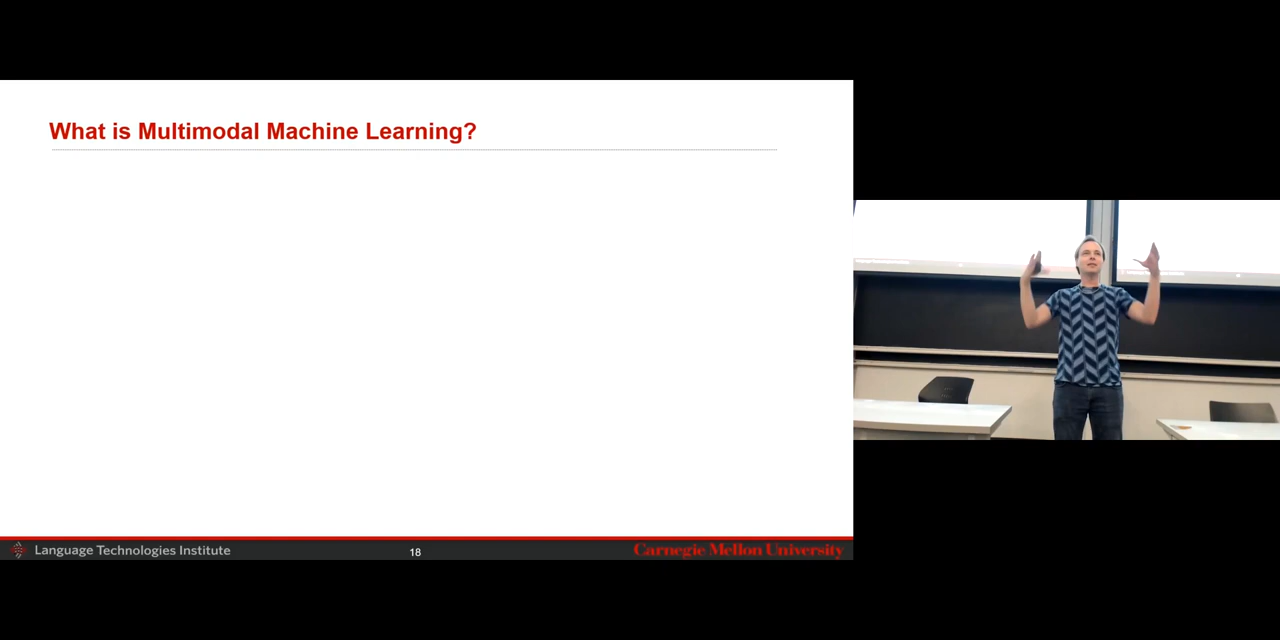 What is Multimodal Machine Learning?
Language Technologies Institute
18
Carnegie Mellon University